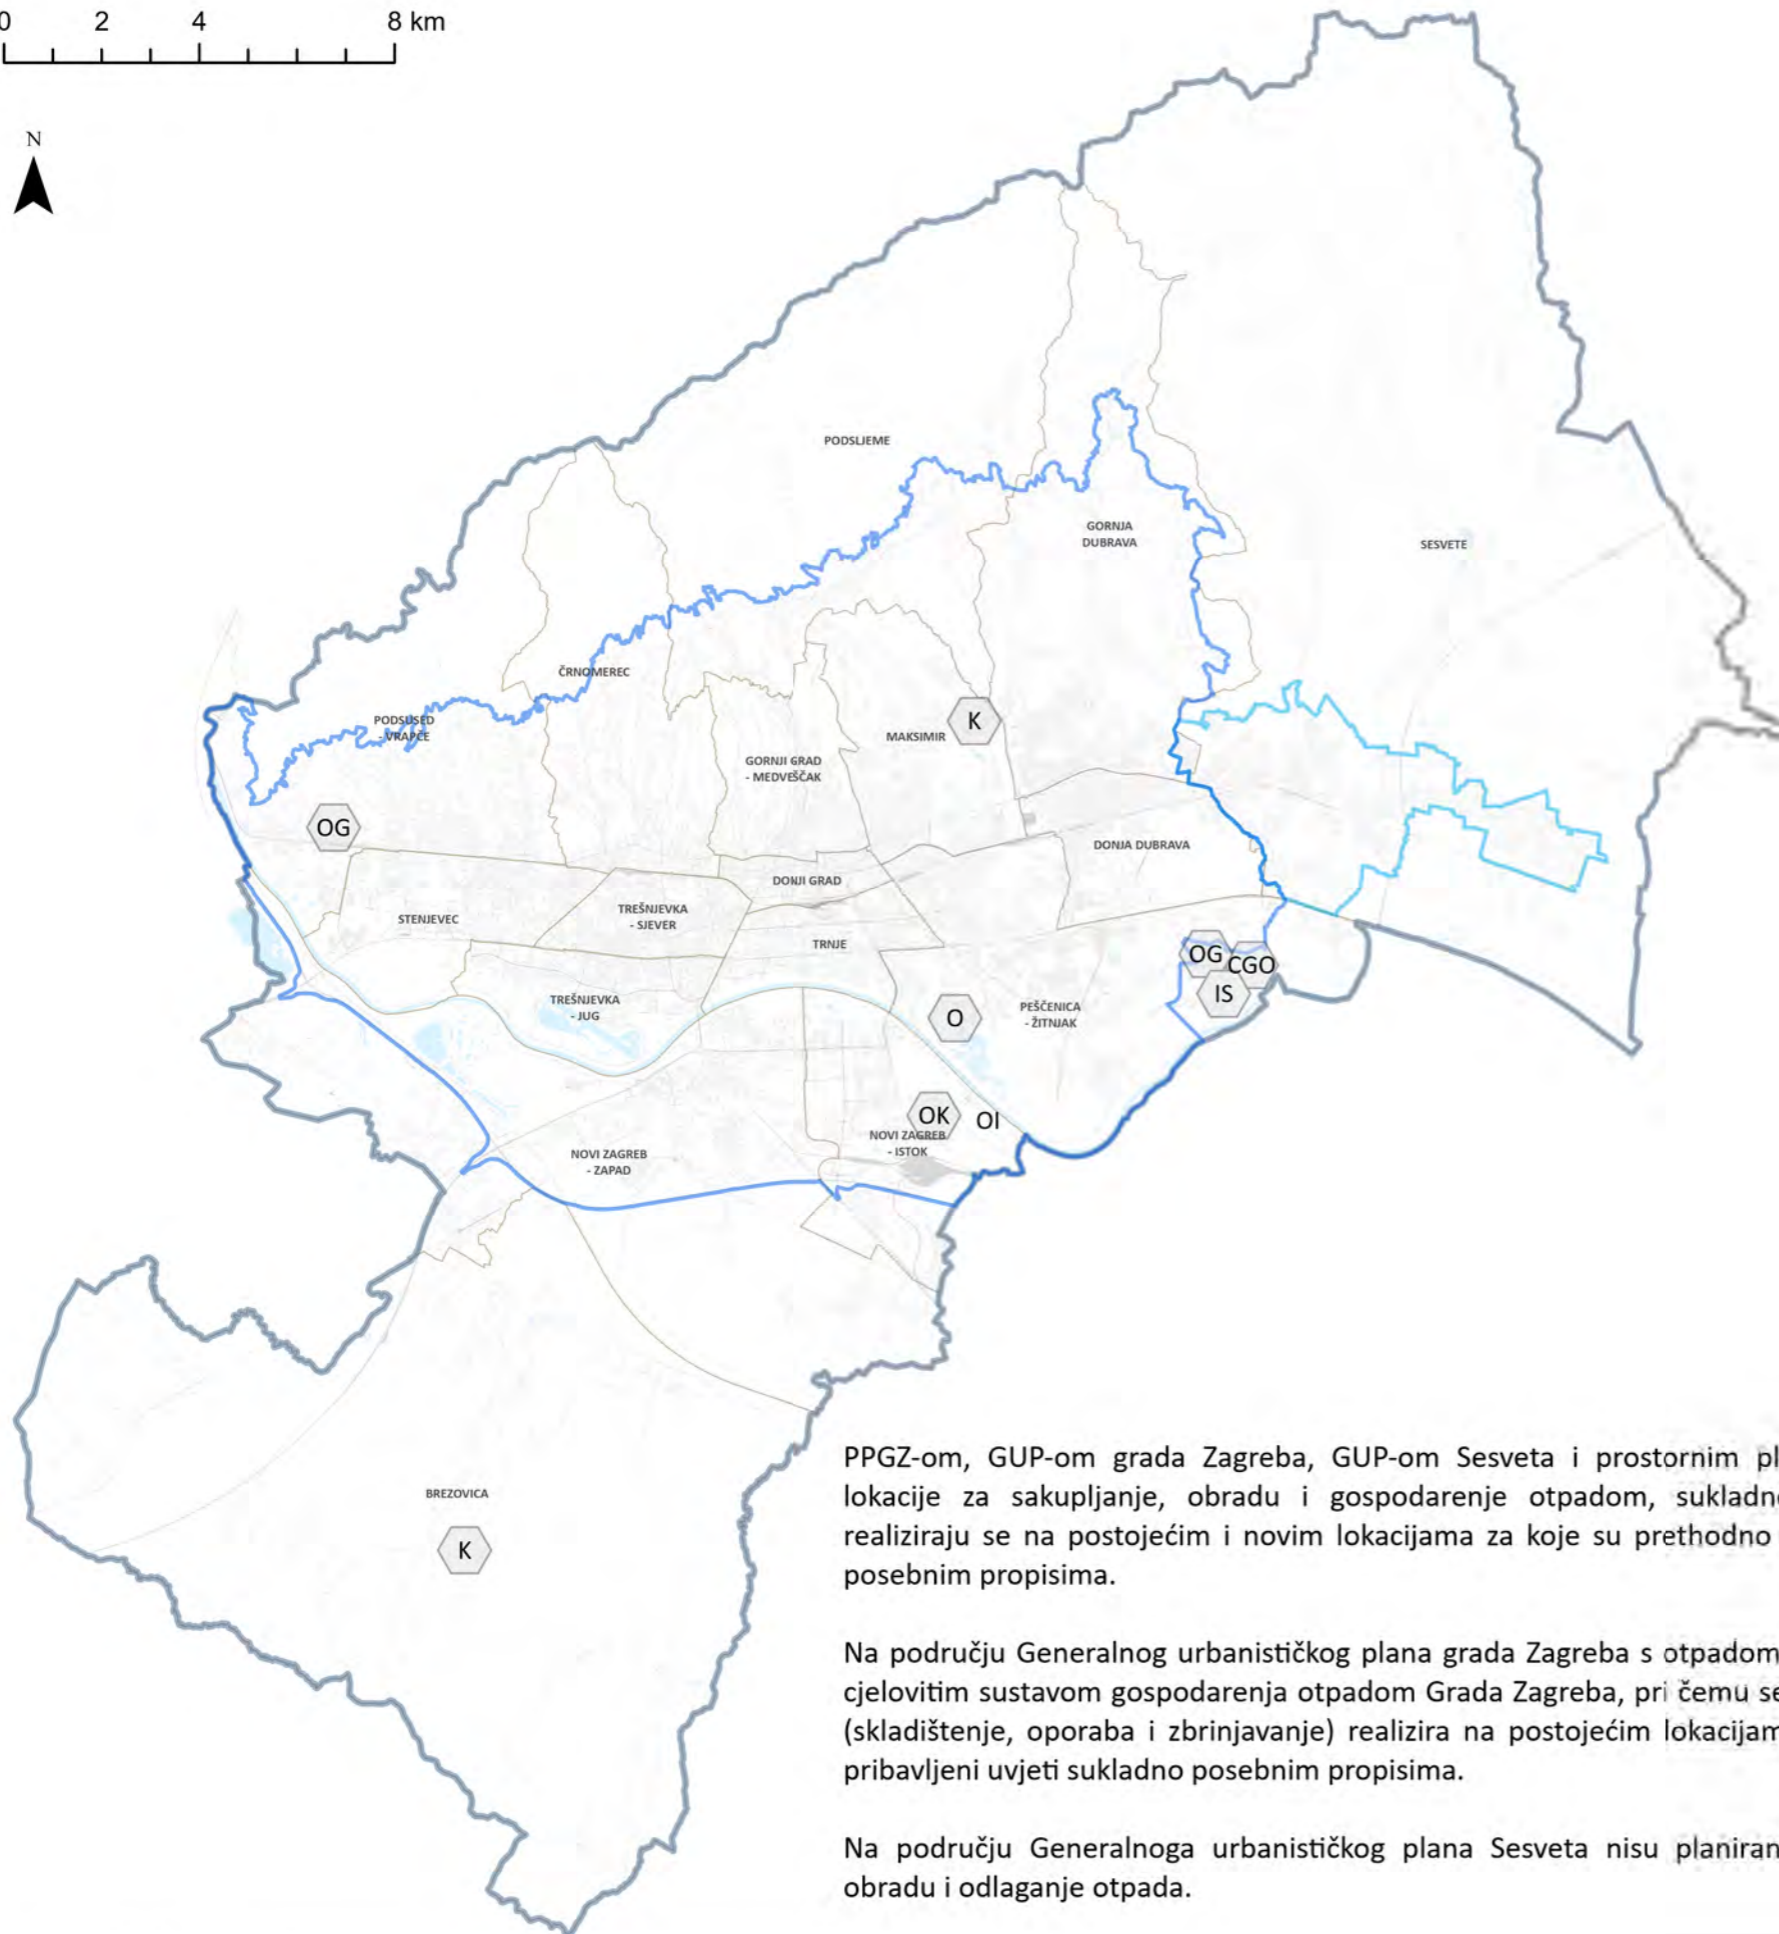 0 2 4 8 km
N
PODSLJEME
GORNJA
DUBRAVA
SESVETE
ČRNOMEREC
PODSUSED
- VRAPČE
K
MAKSIMIR
GORNJI GRAD
- MEDVEŠČAK
OG
DONJA DUBRAVA
DONJI GRAD
STENJEVEC
TREŠNJEVKA
- SJEVER
TRNJE
OG
CGO
IS
TREŠNJEVKA
- JUG
O
PEŠČENICA
- ŽITNJAK
OK
OI
NOVI ZAGREB
- ISTOK
NOVI ZAGREB
- ZAPAD
BREZOVICA
K
PPGZ-om, GUP-om grada Zagreba, GUP-om Sesveta i prostornim pl
lokacije za sakupljanje, obradu i gospodarenje otpadom, sukladno
realiziraju se na postojećim i novim lokacijama za koje su prethodno
posebnim propisima.
Na području Generalnog urbanističkog plana grada Zagreba s otpadom
cjelovitim sustavom gospodarenja otpadom Grada Zagreba, pri čemu se
(skladištenje, oporaba i zbrinjavanje) realizira na postojećim lokacijam
pribavljeni uvjeti sukladno posebnim propisima.
Na području Generalnoga urbanističkog plana Sesveta nisu planiran
obradu i odlaganje otpada.